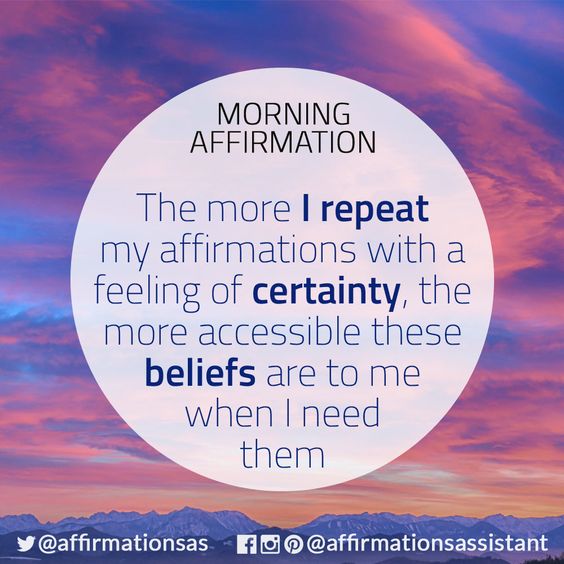 MORNING
AFFIRMATION
The more I repeat
my affirmations with a
feeling of certainty, the
more accessible these
beliefs are to me
when I need
them
@affirmationsas @affirmationsassistant